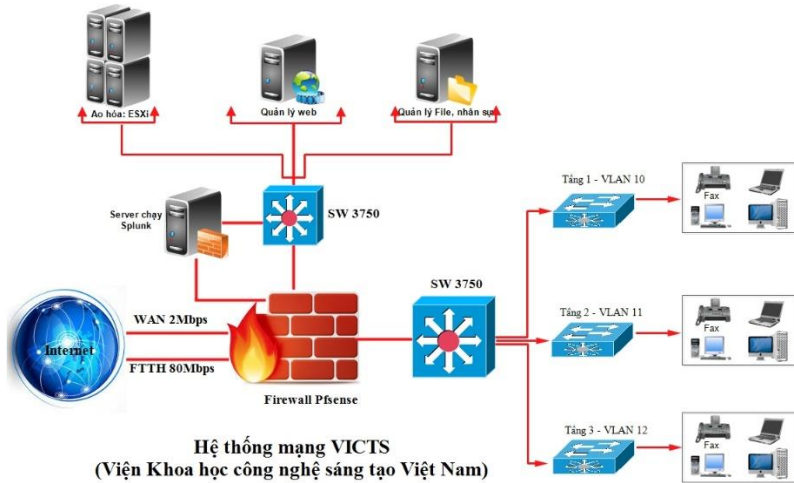 Ao hóa: ESXi
Quản lý web
Quản lý File, nhân sự
SW 3750
Server chạy
Splunk
Tầng 1 - VLAN 10
Fax
SW 3750
Internet
WAN 2Mbps
FTTH 80Mbps
Firewall Pfsense
Tầng 2 - VLAN 11
Fax
Tầng 3 - VLAN 12
Fax
Hệ thống mạng VICTS
(Viện Khoa học công nghệ sáng tạo Việt Nam)